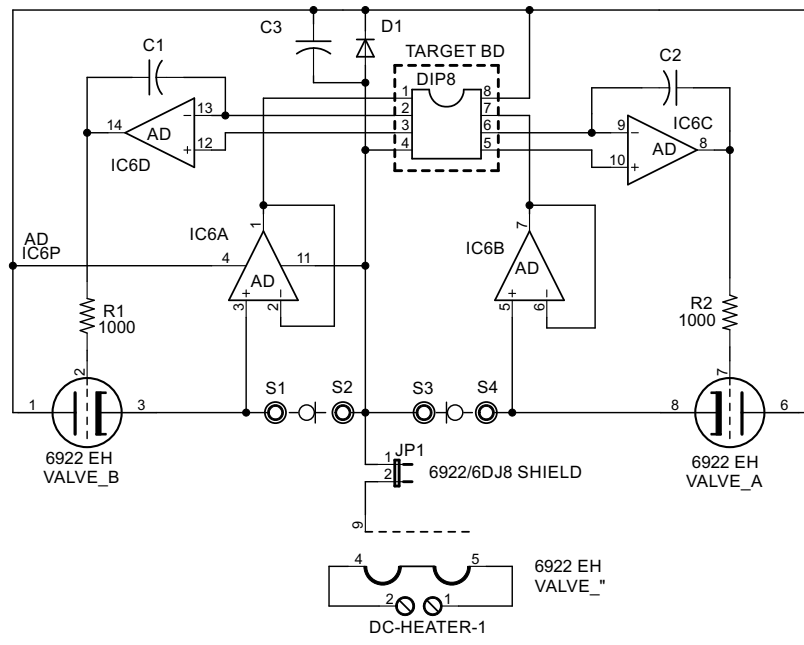 C3
D1
TARGET BD
C1
DIP8
C2
1
2
3
4
8
7
6
5
14
13
12
AD
IC6D
9
10
8
AD
IC6C
AD
IC6P
IC6A
4
1
11
AD
3
+
-
2
IC6B
7
AD
5
+
-
6
R1
1000
R2
1000
2
1
3
S1
S2
S3
S4
8
7
6
6922 EH
VALVE_B
JP1
1
2
6922/6DJ8 SHIELD
6922 EH
VALVE_A
9
4
5
6922 EH
VALVE_"
2
1
DC-HEATER-1